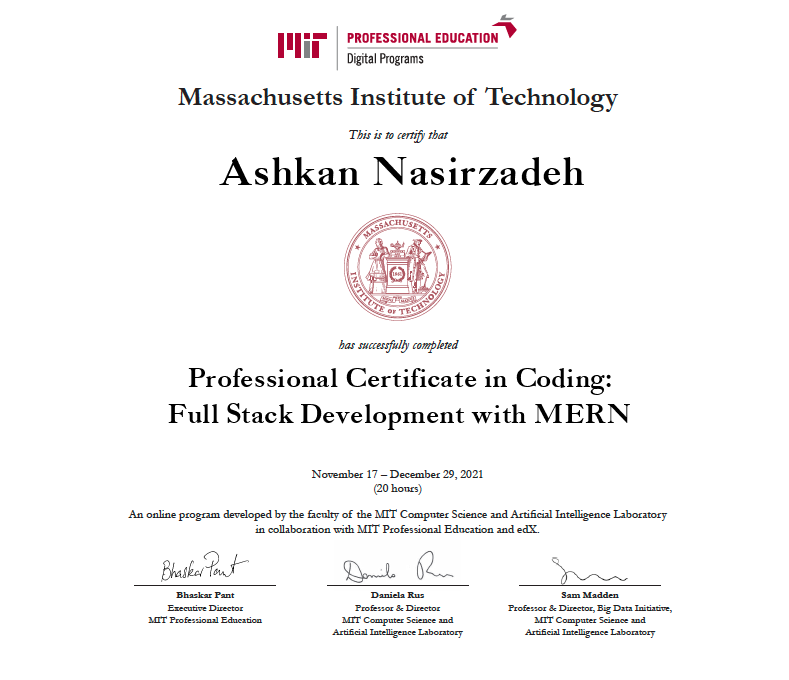 MIT
PROFESSIONAL EDUCATION
Digital Programs
Massachusetts Institute of Technology
This is to certify that
Ashkan Nasirzadeh
MASSACHUSETTS
INSTITUTE OF TECHNOLOGY
has successfully completed
Professional Certificate in Coding:
Full Stack Development with MERN
November 17 – December 29, 2021
(20 hours)
An online program developed by the faculty of the MIT Computer Science and Artificial Intelligence Laboratory
in collaboration with MIT Professional Education and edX.
Bhaskar Pant
Bhaskar Pant
Executive Director
MIT Professional Education
Daniela Rus
Daniela Rus
Professor & Director
MIT Computer Science and
Artificial Intelligence Laboratory
Sam Madden
Professor & Director, Big Data Initiative,
MIT Computer Science and
Artificial Intelligence Laboratory